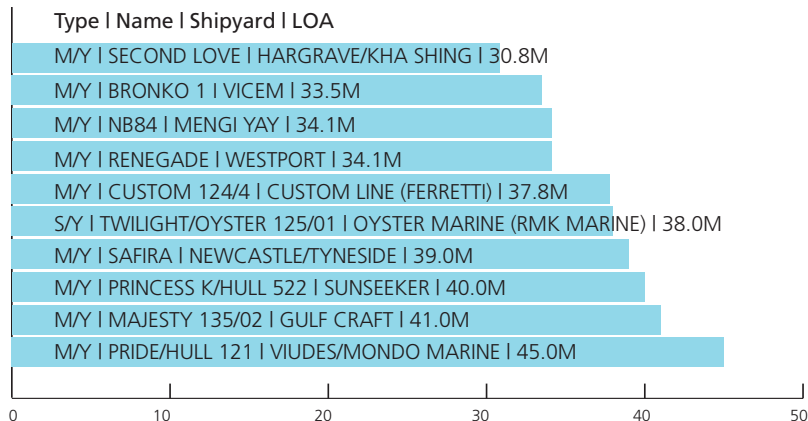 Type l Name l Shipyard l LOA
M/Y l SECOND LOVE l HARGRAVE/KHA SHING l 30.8M
M/Y l BRONKO 1 l VICEM l 33.5M
M/Y l NB84 l MENGI YAY l 34.1M
M/Y l RENEGADE l WESTPORT l 34.1M
M/Y l CUSTOM 124/4 l CUSTOM LINE (FERRETTI) l 37.8M
S/Y l TWILIGHT/OYSTER 125/01 l OYSTER MARINE (RMK MARINE) l 38.0M
M/Y l SAFIRA l NEWCASTLE/TYNESIDE l 39.0M
M/Y l PRINCESS K/HULL 522 l SUNSEEKER l 40.0M
M/Y l MAJESTY 135/02 l GULF CRAFT l 41.0M
M/Y l PRIDE/HULL 121 l VIUDES/MONDO MARINE l 45.0M
0 10 20 30 40 50